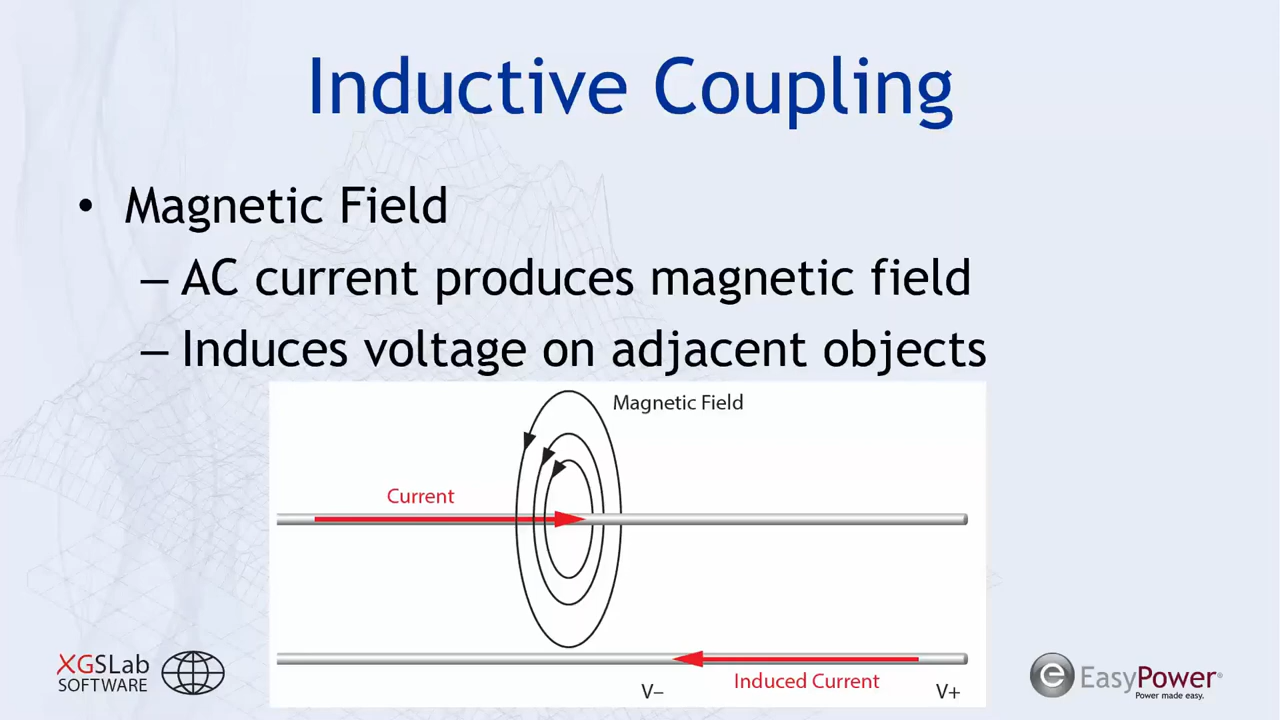 Inductive Coupling
• Magnetic Field
– AC current produces magnetic field
– Induces voltage on adjacent objects
Magnetic Field
Current
Induced Current
V–
V+
XGSLab
SOFTWARE
e EasyPower®
Power made easy.